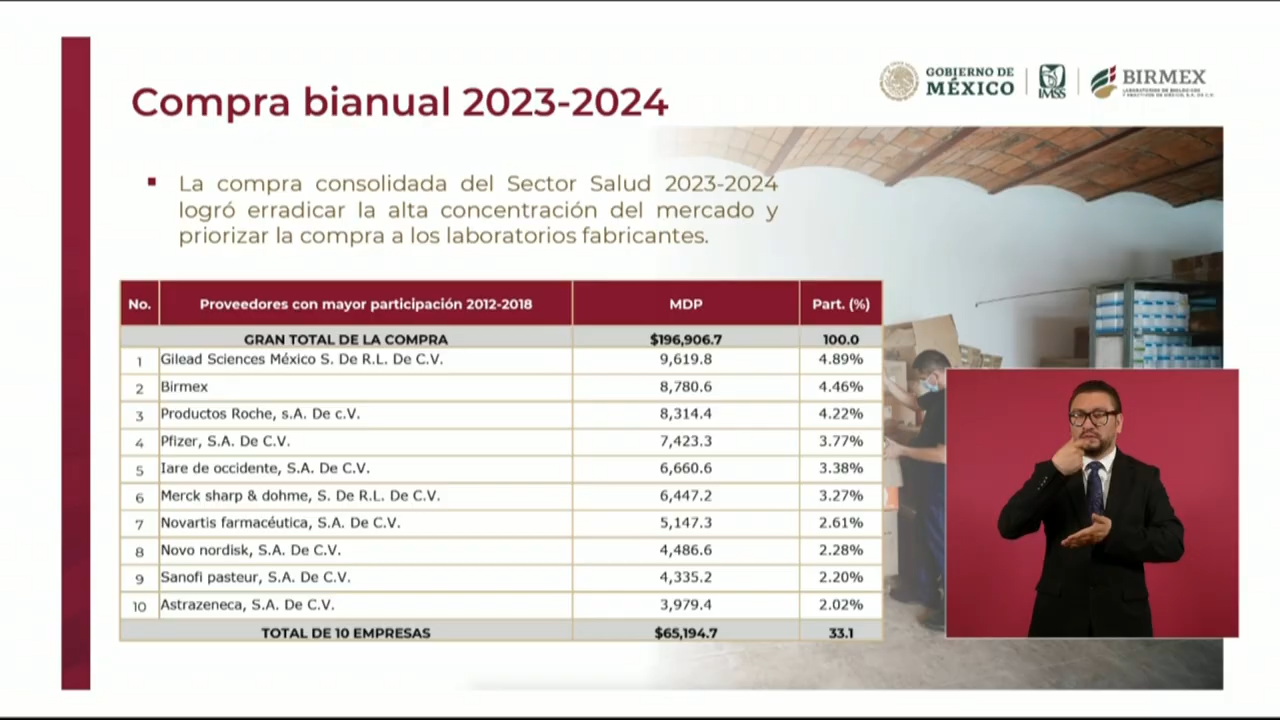 GOBIERNO DE
MÉXICO
IMSS
BIRMEX
Compra bianual 2023-2024
La compra consolidada del Sector Salud 2023-2024
logró erradicar la alta concentración del mercado y
priorizar la compra a los laboratorios fabricantes.
No. Proveedores con mayor participación 2012-2018 MDP Part. (%)
GRAN TOTAL DE LA COMPRA $196,906.7 100.0
1 Gilead Sciences México S. De R.L. De C.V. 9,619.8 4.89%
2 Birmex 8,780.6 4.46%
3 Productos Roche, s.A. De c.V. 8,314.4 4.22%
4 Pfizer, S.A. De C.V. 7,423.3 3.77%
5 Iare de occidente, S.A. De C.V. 6,660.6 3.38%
6 Merck sharp & dohme, S. De R.L. De C.V. 6,447.2 3.27%
7 Novartis farmacéutica, S.A. De C.V. 5,147.3 2.61%
8 Novo nordisk, S.A. De C.V. 4,486.6 2.28%
9 Sanofi pasteur, S.A. De C.V. 4,335.2 2.20%
10 Astrazeneca, S.A. De C.V. 3,979.4 2.02%
TOTAL DE 10 EMPRESAS $65,194.7 33.1